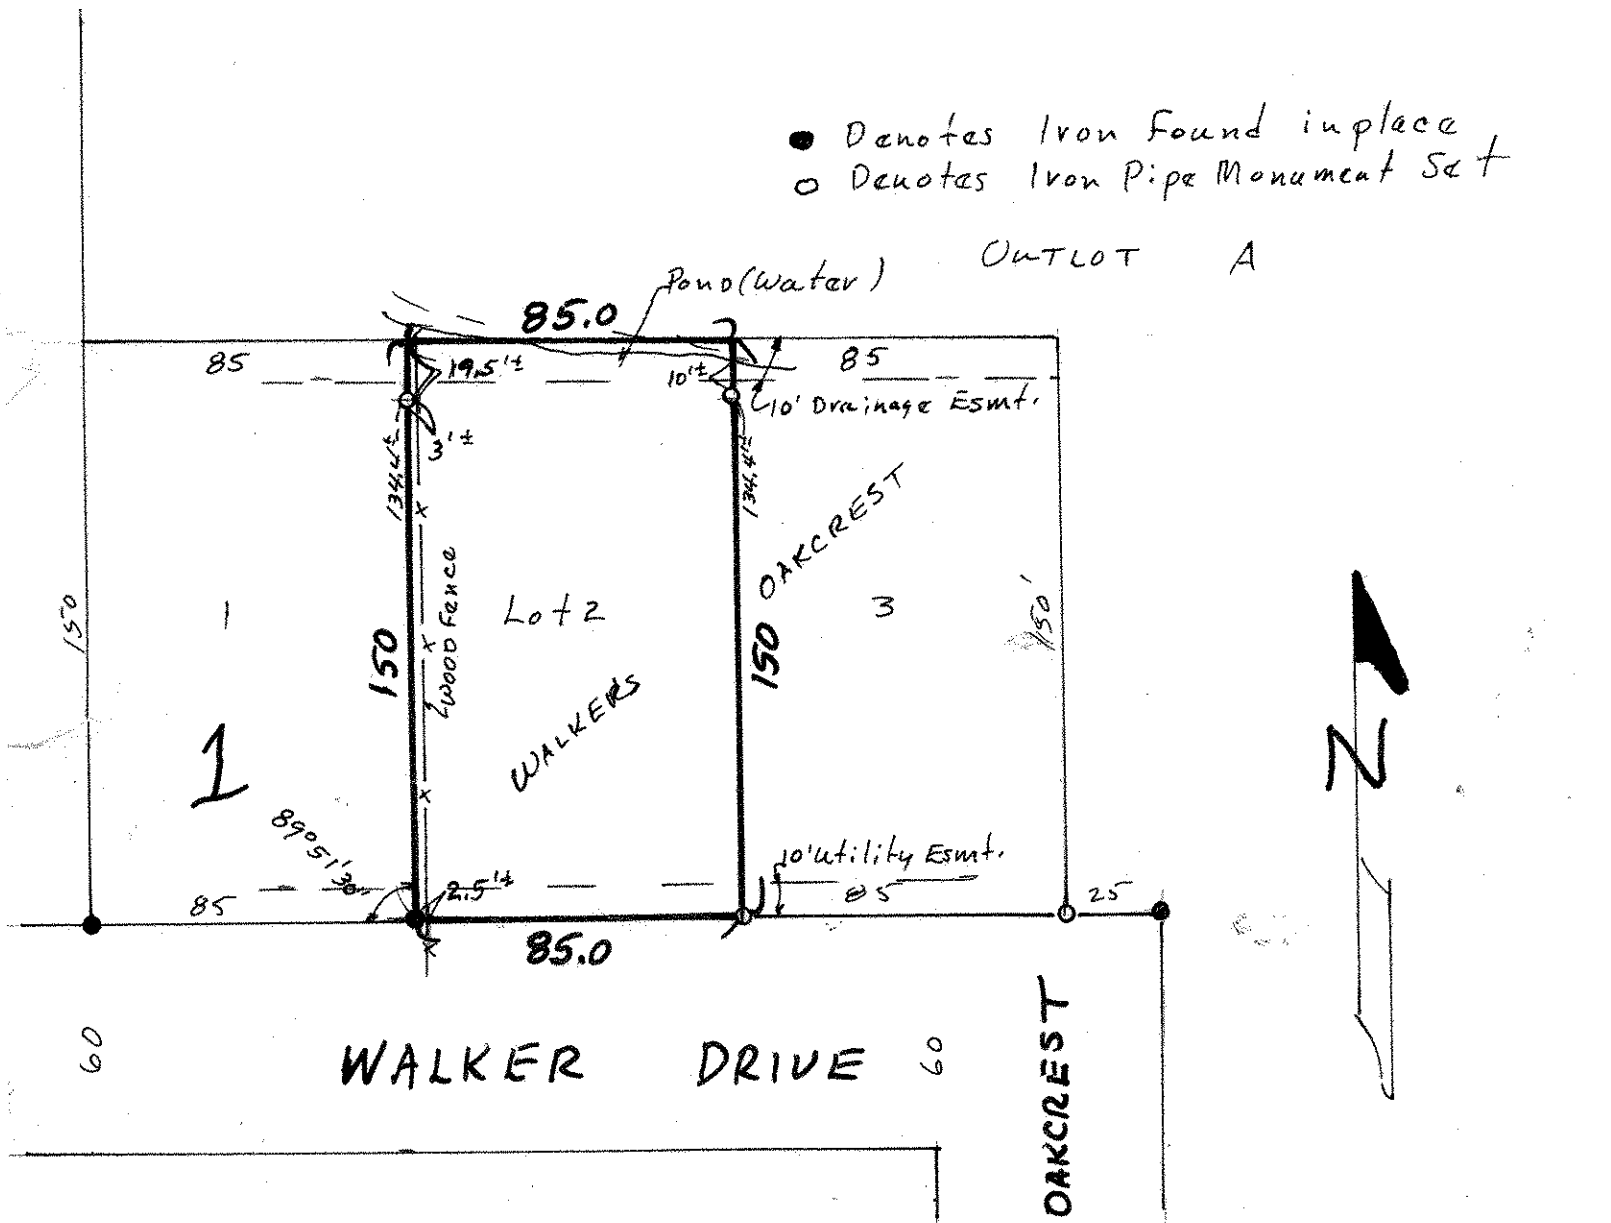 Denotes Iron Found inplace
Denotes Iron Pipe Monument Set
OUTLOT A
Pond (Water)
85.0
85
19.5'±
10'±
85
10' Drainage Esmt.
3'±
134.4'±
134.4'±
OAKCREST
Wood Fence
150
1
150
Lot 2
150
3
150'
WALKER'S
1
N
89°51'30"
10' Utility Esmt.
85
2.5'±
85
25
85.0
60
WALKER DRIVE
60
OAKCREST